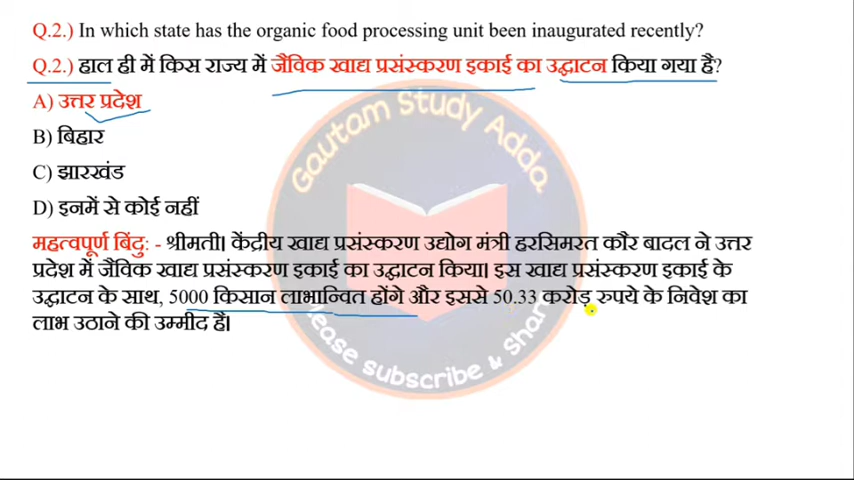 Q.2.) In which state has the organic food processing unit been inaugurated recently?
Q.2.) हाल ही में किस राज्य में जैविक खाद्य प्रसंस्करण इकाई का उद्घाटन किया गया है?
A) उत्तर प्रदेश
B) बिहार
C) झारखंड
D) इनमें से कोई नहीं
महत्वपूर्ण बिंदु: - श्रीमती। केंद्रीय खाद्य प्रसंस्करण उद्योग मंत्री हरसिमरत कौर बादल ने उत्तर
प्रदेश में जैविक खाद्य प्रसंस्करण इकाई का उद्घाटन किया। इस खाद्य प्रसंस्करण इकाई के
उद्घाटन के साथ, 5000 किसान लाभान्वित होंगे और इससे 50.33 करोड़ रुपये के निवेश का
लाभ उठाने की उम्मीद है।
Gautam Study Adda
Please subscribe & share